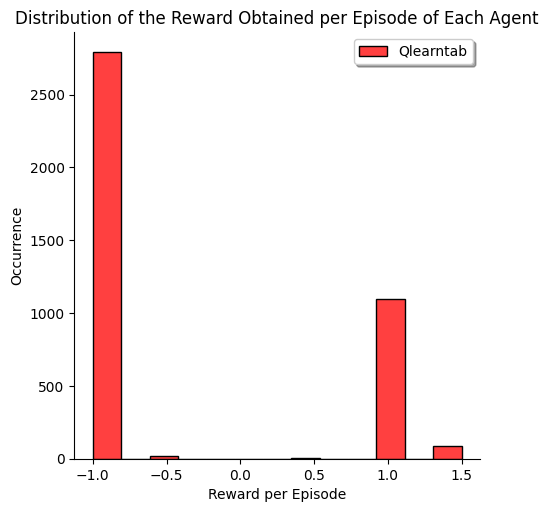 Distribution of the Reward Obtained per Episode of Each Agent
Qlearntab
2500
2000
1500
1000
500
0
Occurrence
−1.0 −0.5 0.0 0.5 1.0 1.5
Reward per Episode